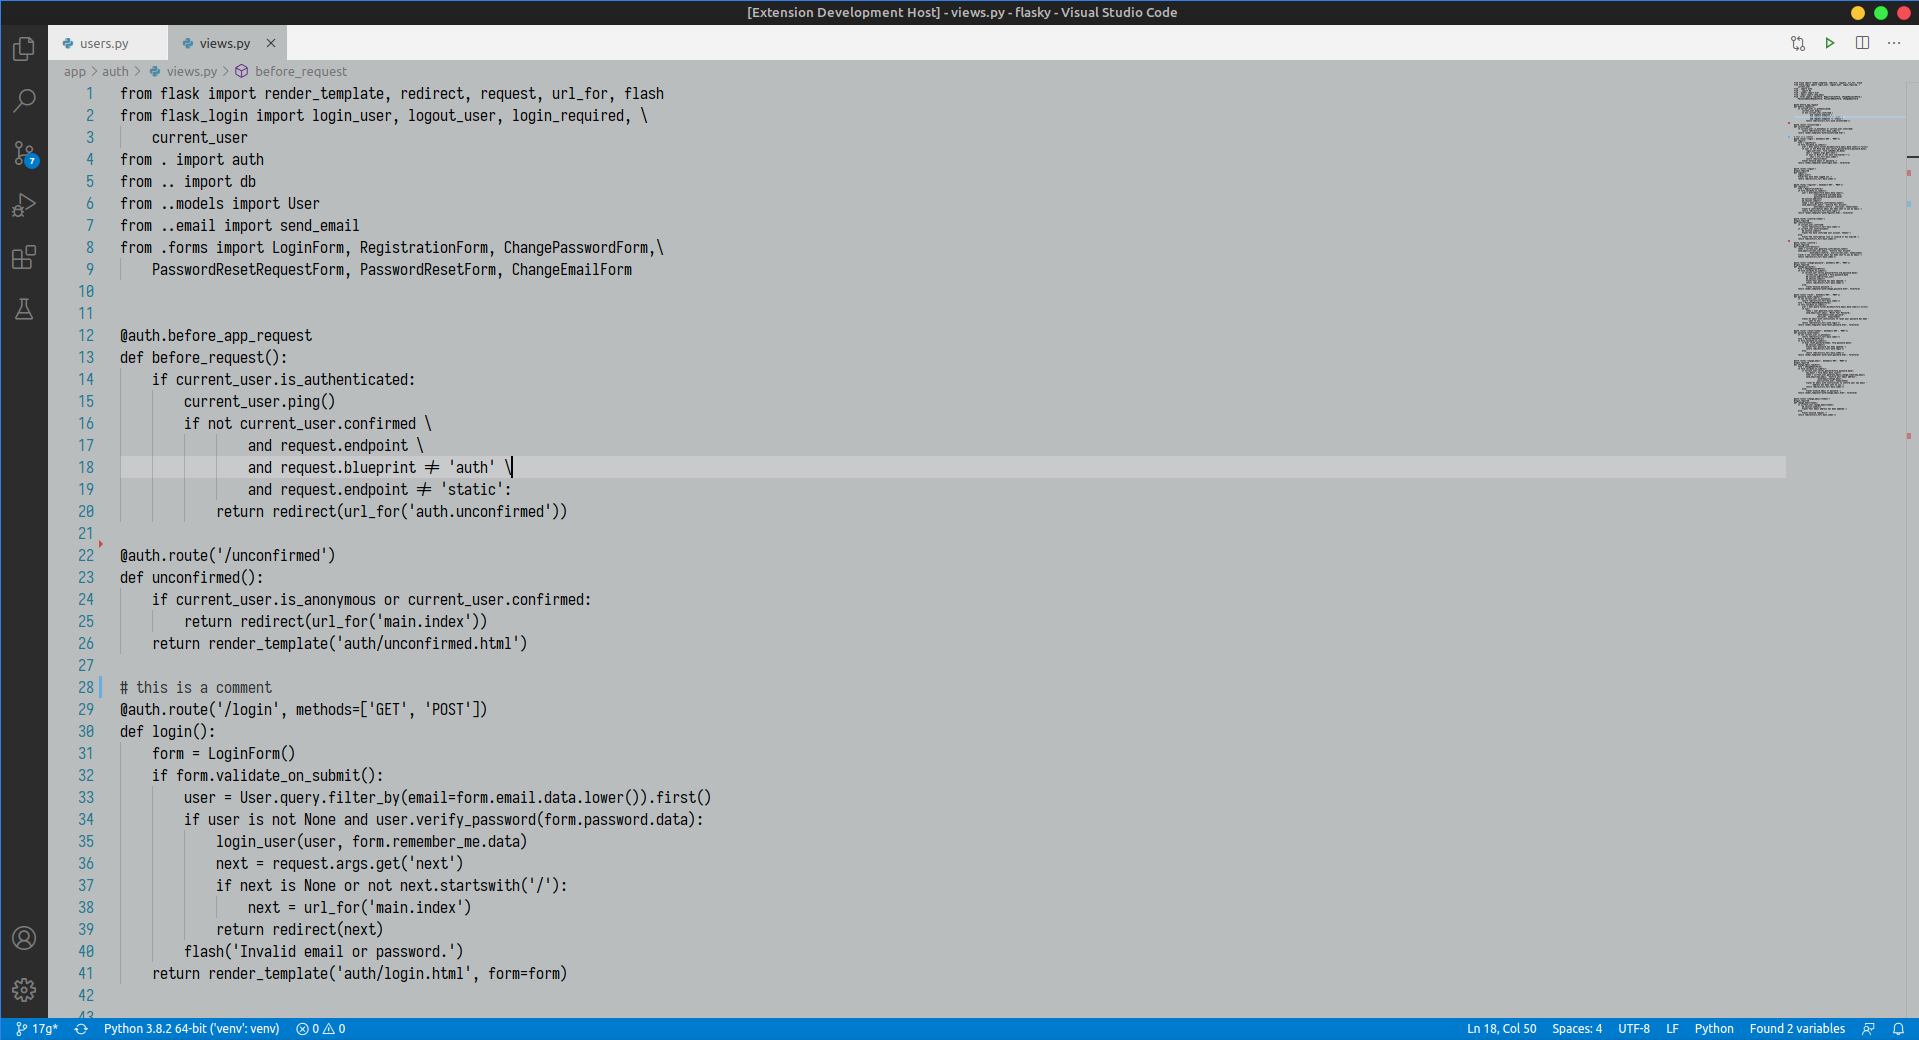 [Extension Development Host] - views.py - flasky - Visual Studio Code
users.py
views.py
app > auth > views.py > before_request
1 from flask import render_template, redirect, request, url_for, flash
2 from flask_login import login_user, logout_user, login_required, \
3     current_user
4 from . import auth
5 from .. import db
6 from ..models import User
7 from ..email import send_email
8 from .forms import LoginForm, RegistrationForm, ChangePasswordForm,\
9     PasswordResetRequestForm, PasswordResetForm, ChangeEmailForm
10
11
12 @auth.before_app_request
13 def before_request():
14     if current_user.is_authenticated:
15         current_user.ping()
16         if not current_user.confirmed \
17                 and request.endpoint \
18                 and request.blueprint ≠ 'auth' \
19                 and request.endpoint ≠ 'static':
20             return redirect(url_for('auth.unconfirmed'))
21
22 @auth.route('/unconfirmed')
23 def unconfirmed():
24     if current_user.is_anonymous or current_user.confirmed:
25         return redirect(url_for('main.index'))
26     return render_template('auth/unconfirmed.html')
27
28 # this is a comment
29 @auth.route('/login', methods=['GET', 'POST'])
30 def login():
31     form = LoginForm()
32     if form.validate_on_submit():
33         user = User.query.filter_by(email=form.email.data.lower()).first()
34         if user is not None and user.verify_password(form.password.data):
35             login_user(user, form.remember_me.data)
36             next = request.args.get('next')
37             if next is None or not next.startswith('/'):
38                 next = url_for('main.index')
39             return redirect(next)
40         flash('Invalid email or password.')
41     return render_template('auth/login.html', form=form)
42
43
7
17g* Python 3.8.2 64-bit ('venv': venv) 0 0 Ln 18, Col 50 Spaces: 4 UTF-8 LF Python Found 2 variables